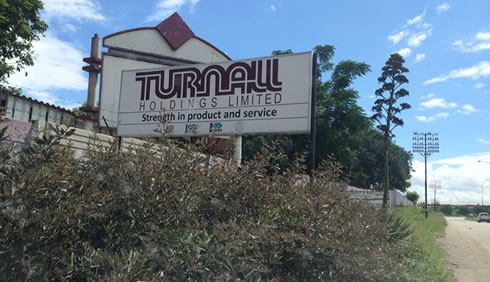 TURNALL
HOLDINGS LIMITED
Strength in product and service